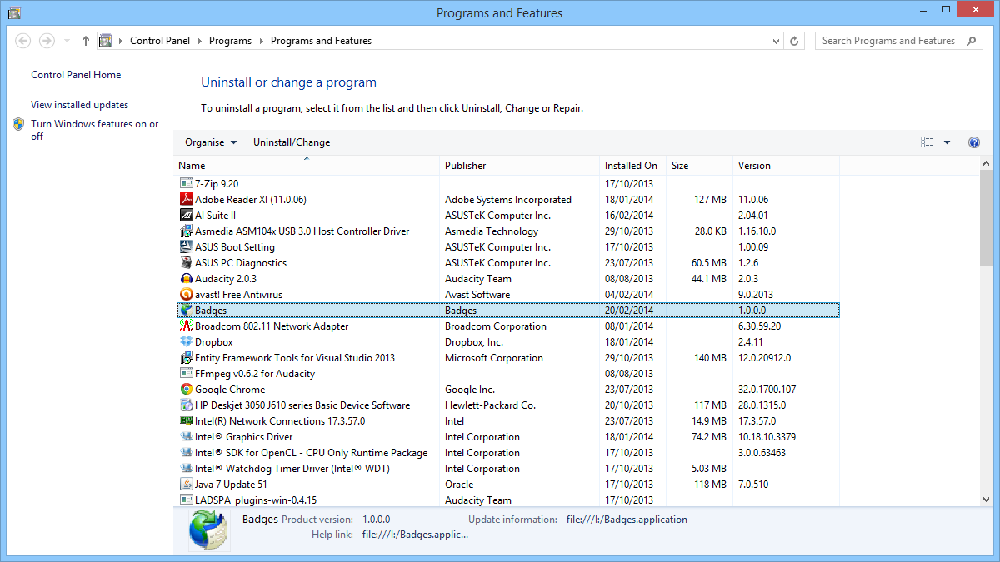 Programs and Features
Control Panel Programs Programs and Features
Search Programs and Features
Control Panel Home
View installed updates
Turn Windows features on or
off
Uninstall or change a program
To uninstall a program, select it from the list and then click Uninstall, Change or Repair.
Organise Uninstall/Change
Name Publisher Installed On Size Version
7-Zip 9.20 17/10/2013
Adobe Reader XI (11.0.06) Adobe Systems Incorporated 18/01/2014 127 MB 11.0.06
AI Suite II ASUSTeK Computer Inc. 16/02/2014 2.04.01
Asmedia ASM104x USB 3.0 Host Controller Driver Asmedia Technology 29/10/2013 28.0 KB 1.16.10.0
ASUS Boot Setting ASUSTeK Computer Inc. 17/10/2013 1.00.09
ASUS PC Diagnostics ASUSTeK Computer Inc. 23/07/2013 60.5 MB 1.2.6
Audacity 2.0.3 Audacity Team 08/08/2013 44.1 MB 2.0.3
avast! Free Antivirus Avast Software 04/02/2014 9.0.2013
Badges Badges 20/02/2014 1.0.0.0
Broadcom 802.11 Network Adapter Broadcom Corporation 08/01/2014 6.30.59.20
Dropbox Dropbox, Inc. 18/01/2014 2.4.11
Entity Framework Tools for Visual Studio 2013 Microsoft Corporation 29/10/2013 140 MB 12.0.20912.0
FFmpeg v0.6.2 for Audacity 08/08/2013
Google Chrome Google Inc. 23/07/2013 32.0.1700.107
HP Deskjet 3050 J610 series Basic Device Software Hewlett-Packard Co. 20/10/2013 117 MB 28.0.1315.0
Intel(R) Network Connections 17.3.57.0 Intel 23/07/2013 14.9 MB 17.3.57.0
Intel® Graphics Driver Intel Corporation 18/01/2014 74.2 MB 10.18.10.3379
Intel® SDK for OpenCL - CPU Only Runtime Package Intel Corporation 17/10/2013 3.0.0.63463
Intel® Watchdog Timer Driver (Intel® WDT) Intel Corporation 17/10/2013 5.03 MB
Java 7 Update 51 Oracle 17/10/2013 118 MB 7.0.510
LADSPA_plugins-win-0.4.15 Audacity Team 17/10/2013
Badges Product version: 1.0.0.0 Update information: file:///I:/Badges.application
Help link: file:///I:/Badges.applic...